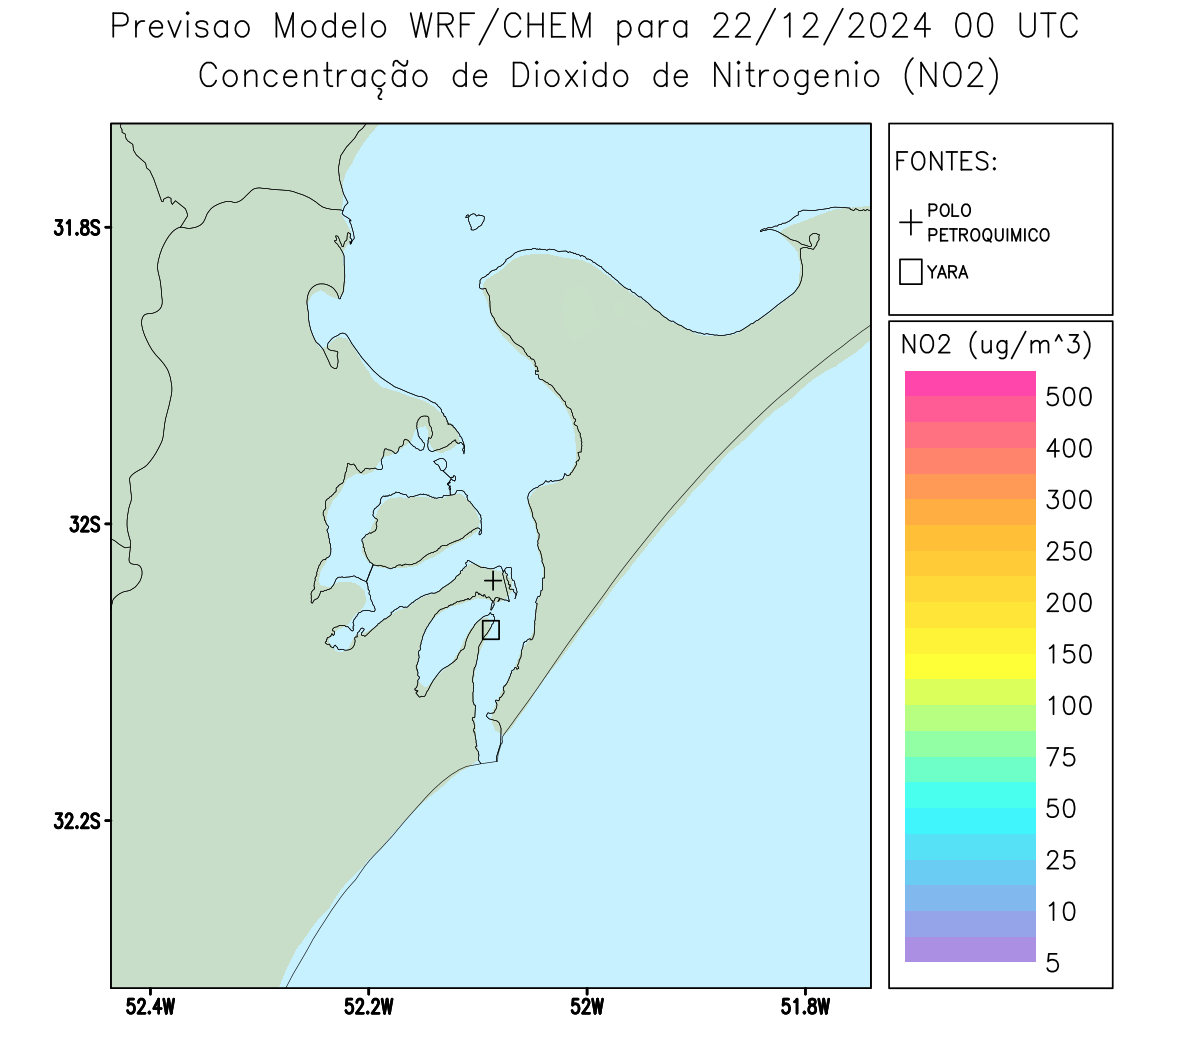 Previsao Modelo WRF/CHEM para 22/12/2024 00 UTC
Concentração de Dioxido de Nitrogenio (NO2)
FONTES:
POLO
PETROQUIMICO
YARA
NO2 (ug/m^3)
500
400
300
250
200
150
100
75
50
25
10
5
31.8S
32S
32.2S
52.4W
52.2W
52W
51.8W